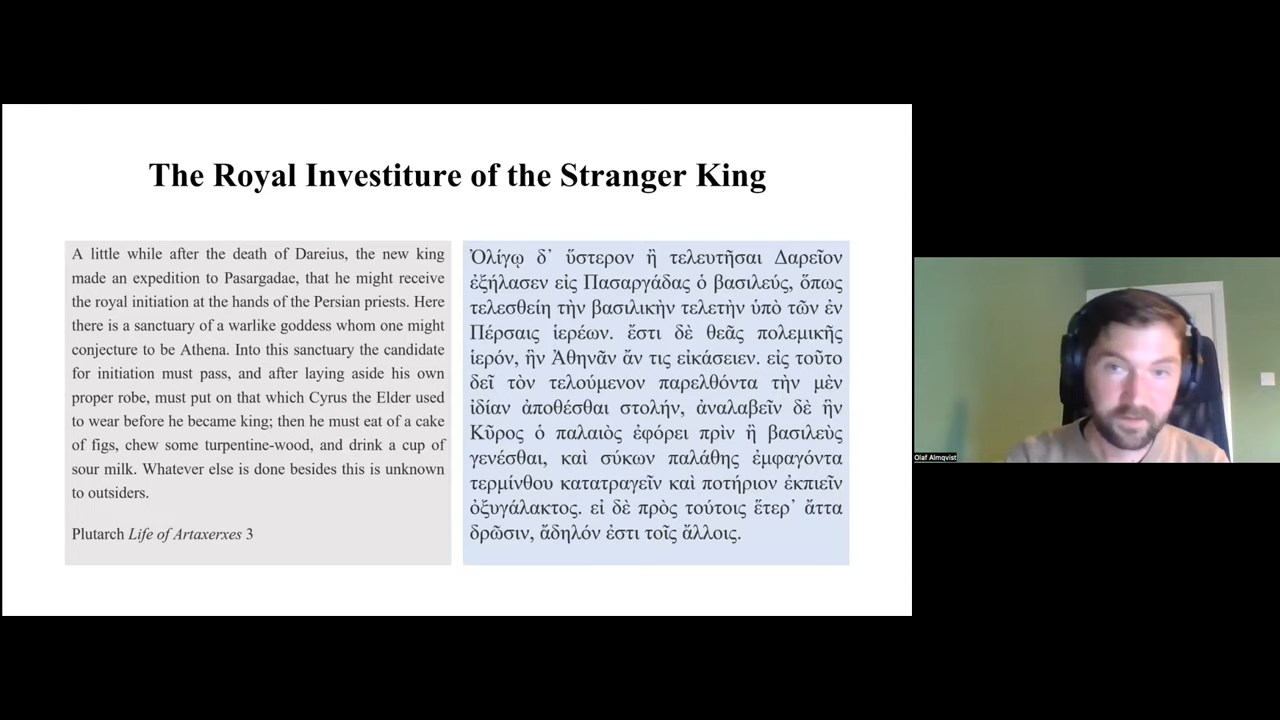 The Royal Investiture of the Stranger King
A little while after the death of Dareius, the new king
made an expedition to Pasargadae, that he might receive
the royal initiation at the hands of the Persian priests. Here
there is a sanctuary of a warlike goddess whom one might
conjecture to be Athena. Into this sanctuary the candidate
for initiation must pass, and after laying aside his own
proper robe, must put on that which Cyrus the Elder used
to wear before he became king; then he must eat of a cake
of figs, chew some turpentine-wood, and drink a cup of
sour milk. Whatever else is done besides this is unknown
to outsiders.
Plutarch Life of Artaxerxes 3
Ὀλίγῳ δ᾽ ὕστερον ἢ τελευτῆσαι Δαρεῖον
ἐξήλασεν εἰς Πασαργάδας ὁ βασιλεύς, ὅπως
τελεσθείη τὴν βασιλικὴν τελετὴν ὑπὸ τῶν ἐν
Πέρσαις ἱερέων. ἔστι δὲ θεᾶς πολεμικῆς
ἱερόν, ἣν Ἀθηνᾶν ἄν τις εἰκάσειεν. εἰς τοῦτο
δεῖ τὸν τελούμενον παρελθόντα τὴν μὲν
ἰδίαν ἀποθέσθαι στολήν, ἀναλαβεῖν δὲ ἣν
Κῦρος ὁ παλαιὸς ἐφόρει πρὶν ἢ βασιλεὺς
γενέσθαι, καὶ σύκων παλάθης ἐμφαγόντα
τερμίνθου κατατραγεῖν καὶ ποτήριον ἐκπιεῖν
ὀξυγάλακτος. εἰ δὲ πρὸς τούτοις ἕτερ᾽ ἄττα
δρῶσιν, ἄδηλόν ἐστι τοῖς ἄλλοις.
Olaf Almqvist